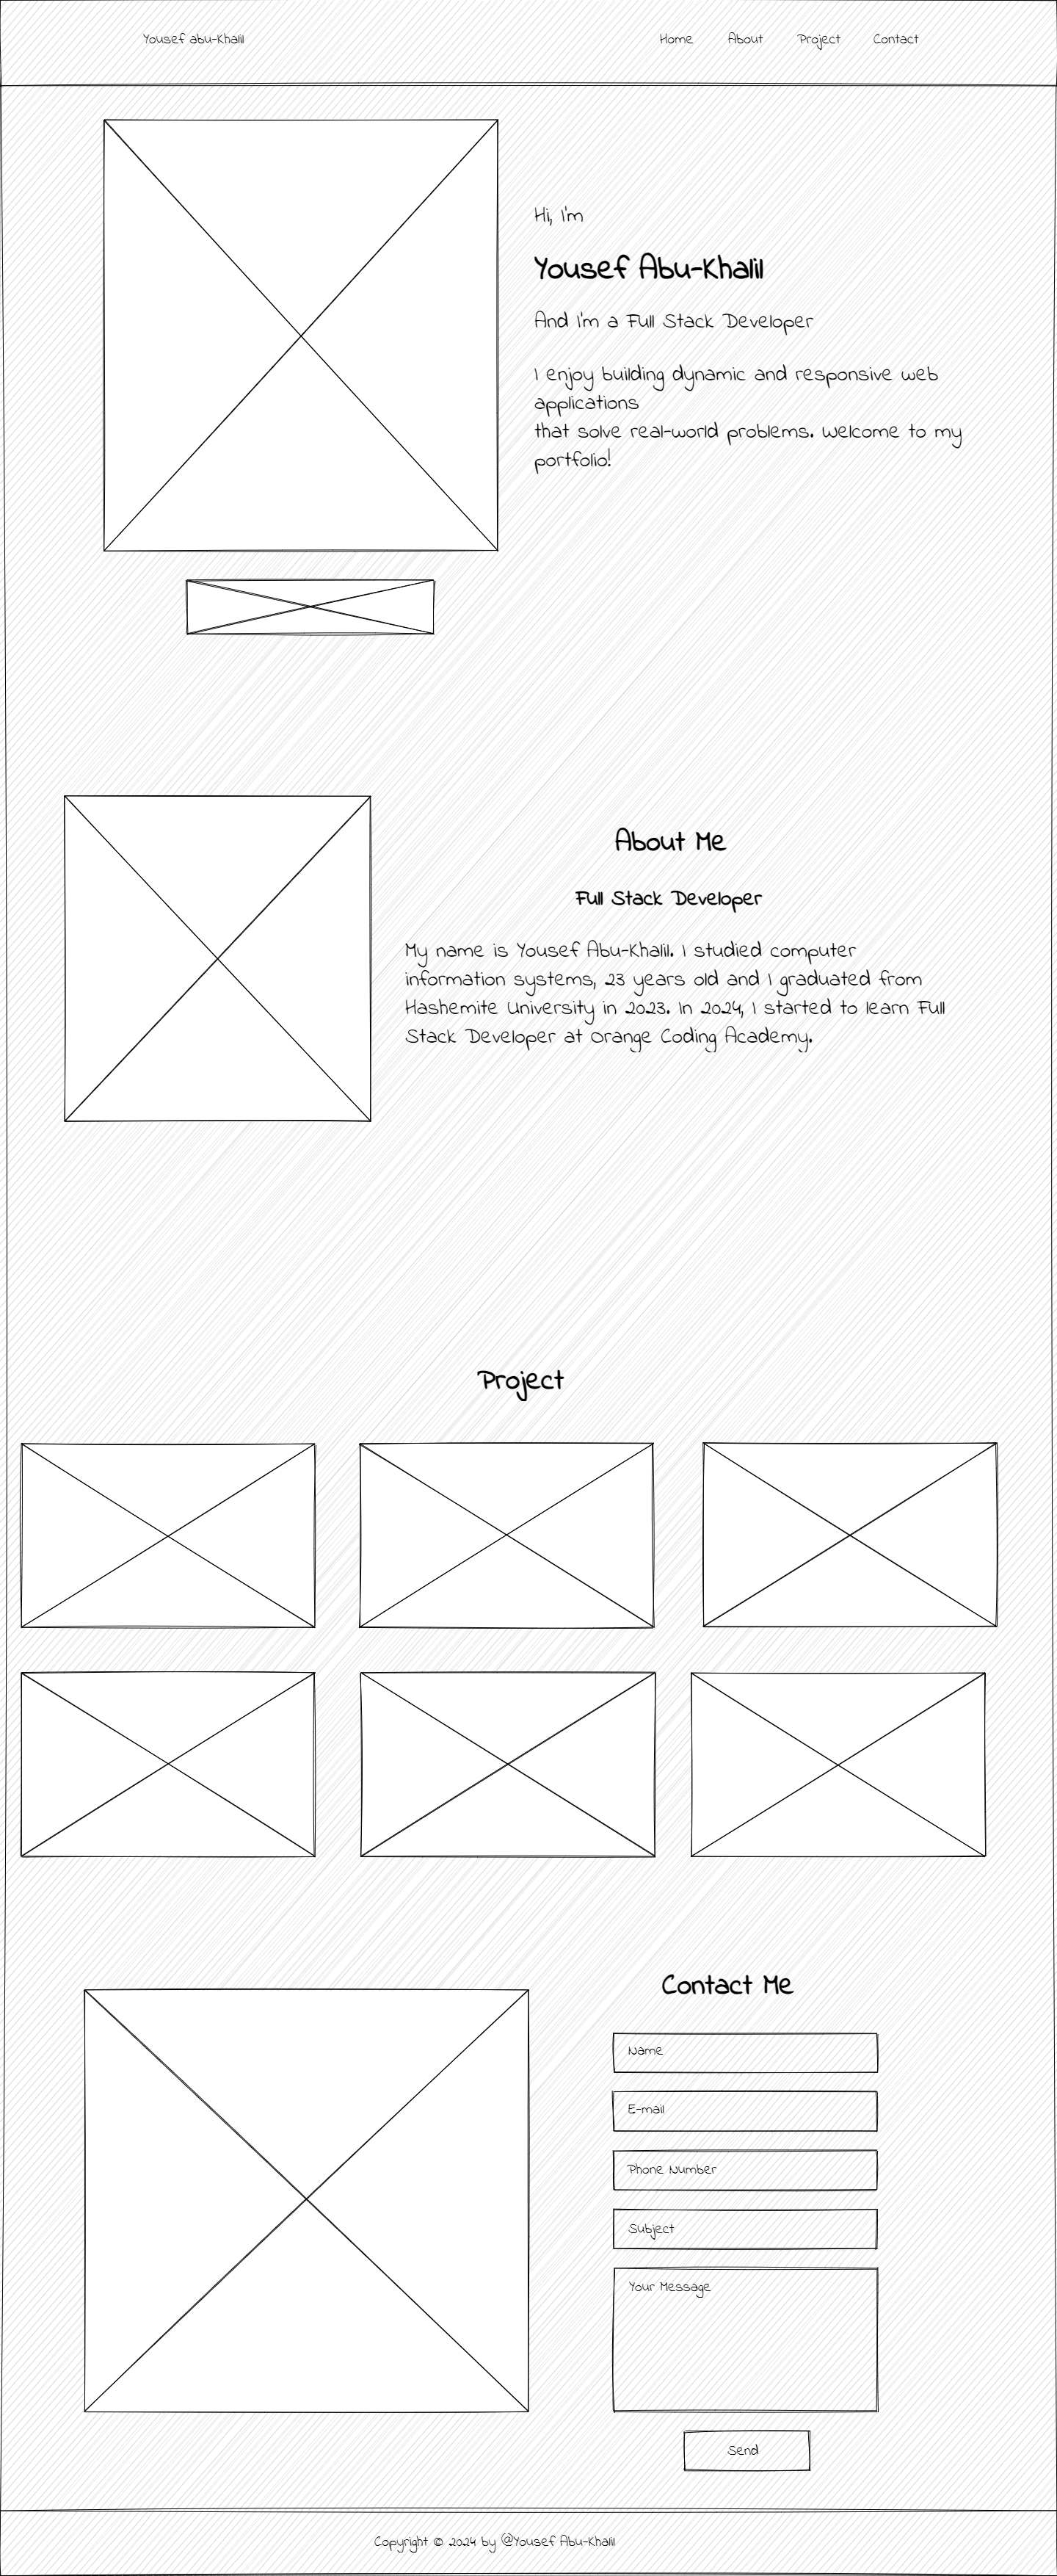 Yousef abu-Khalil
Home About Project Contact
Hi, I'm
Yousef Abu-Khalil
And I'm a Full Stack Developer
I enjoy building dynamic and responsive web
applications
that solve real-world problems. Welcome to my
portfolio!
About Me
Full Stack Developer
My name is Yousef Abu-Khalil. I studied computer
information systems, 23 years old and I graduated from
Hashemite University in 2023. In 2024, I started to learn Full
Stack Developer at Orange Coding Academy.
Project
Contact Me
Name
E-mail
Phone Number
Subject
Your Message
Send
Copyright © 2024 by @Yousef Abu-Khalil